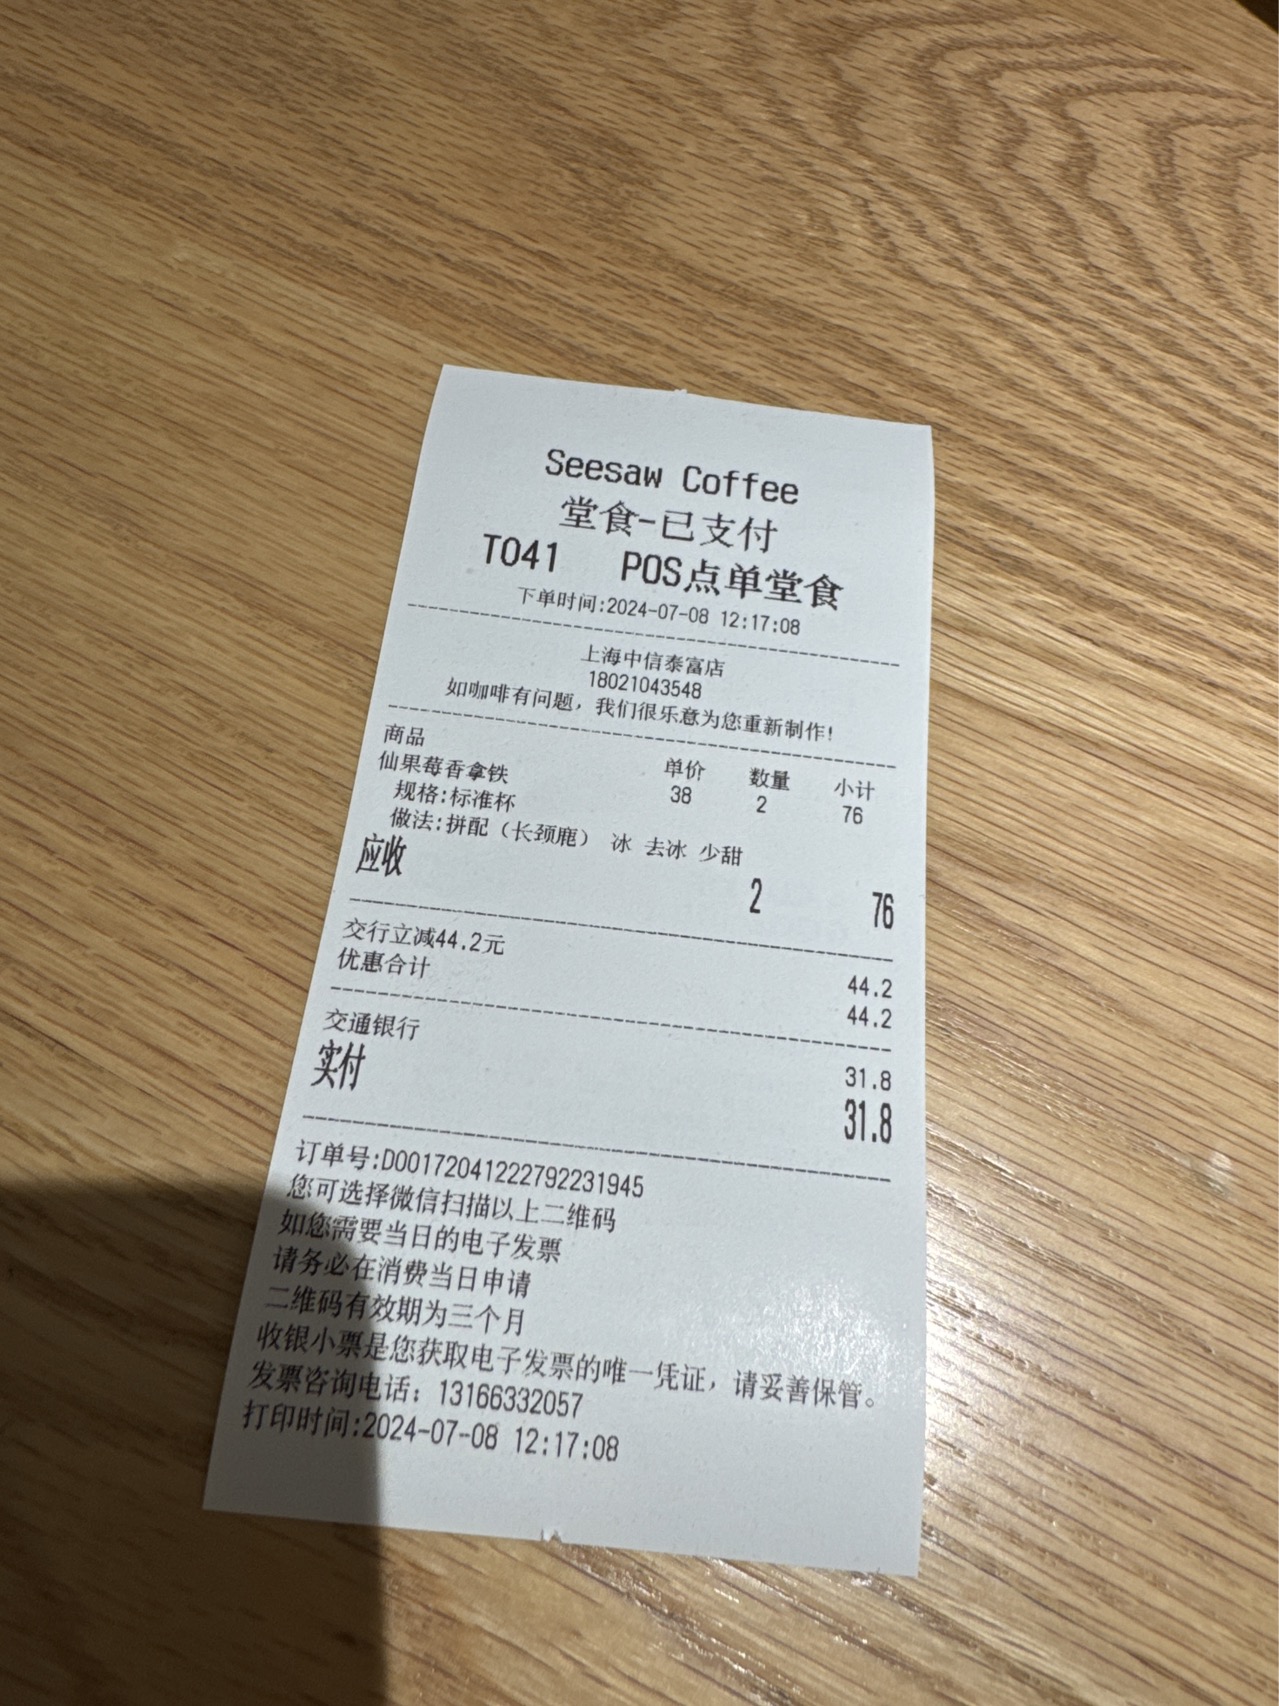 Seesaw Coffee
堂食-已支付
T041 POS点单堂食
下单时间:2024-07-08 12:17:08
上海中信泰富店
18021043548
如咖啡有问题，我们很乐意为您重新制作!
商品 单价 数量 小计
仙果莓香拿铁 38 2 76
规格:标准杯
做法:拼配（长颈鹿） 冰 去冰 少甜
应收 2 76
交行立减44.2元 44.2
优惠合计 44.2
交通银行 31.8
实付 31.8
订单号:D001720412227922​31945
您可选择微信扫描以上二维码
如您需要当日的电子发票
请务必在消费当日申请
二维码有效期为三个月
收银小票是您获取电子发票的唯一凭证，请妥善保管。
发票咨询电话：13166332057
打印时间:2024-07-08 12:17:08